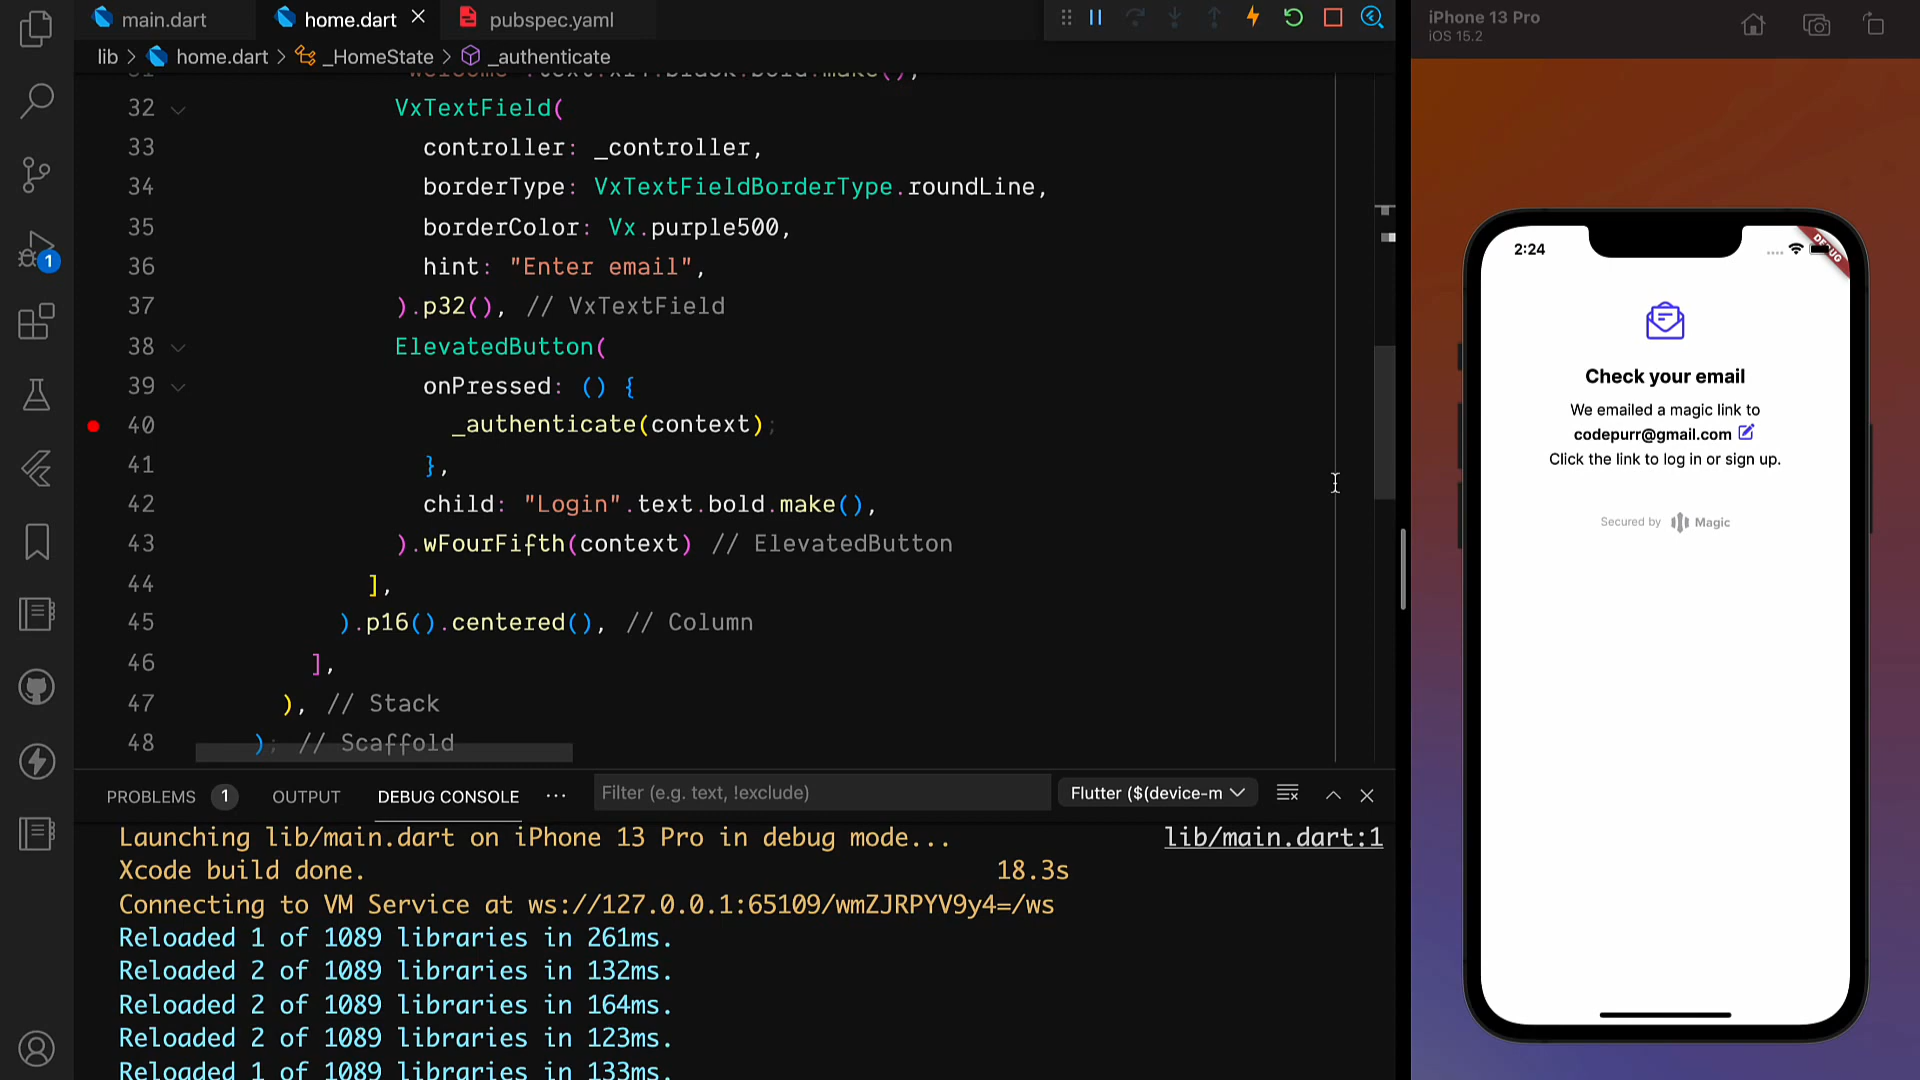 main.dart
home.dart
pubspec.yaml
iPhone 13 Pro
iOS 15.2
lib > home.dart > _HomeState > _authenticate
32 VxTextField(
33 controller: _controller,
34 borderType: VxTextFieldBorderType.roundLine,
35 borderColor: Vx.purple500,
36 hint: "Enter email",
37 ).p32(), // VxTextField
38 ElevatedButton(
39 onPressed: () {
40 _authenticate(context);
41 },
42 child: "Login".text.bold.make(),
43 ).wFourFifth(context) // ElevatedButton
44 ],
45 ).p16().centered(), // Column
46 ],
47 ), // Stack
48 ); // Scaffold
1
PROBLEMS 1 OUTPUT DEBUG CONSOLE ... Filter (e.g. text, !exclude) Flutter ($(device-m
Launching lib/main.dart on iPhone 13 Pro in debug mode... lib/main.dart:1
Xcode build done. 18.3s
Connecting to VM Service at ws://127.0.0.1:65109/wmZJRPYV9y4=/ws
Reloaded 1 of 1089 libraries in 261ms.
Reloaded 2 of 1089 libraries in 132ms.
Reloaded 2 of 1089 libraries in 164ms.
Reloaded 2 of 1089 libraries in 123ms.
Reloaded 1 of 1089 libraries in 133ms.
2:24
DEBUG
Check your email
We emailed a magic link to
codepurr@gmail.com
Click the link to log in or sign up.
Secured by Magic